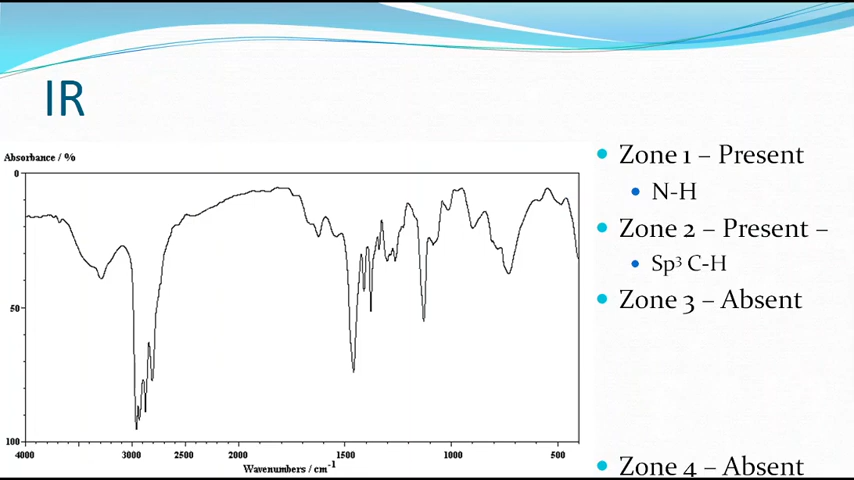 IR
Absorbance / %
0
50
100
4000 3000 2500 2000 1500 1000 500
Wavenumbers / cm-1
Zone 1 – Present
N-H
Zone 2 – Present –
Sp³ C-H
Zone 3 – Absent
Zone 4 – Absent